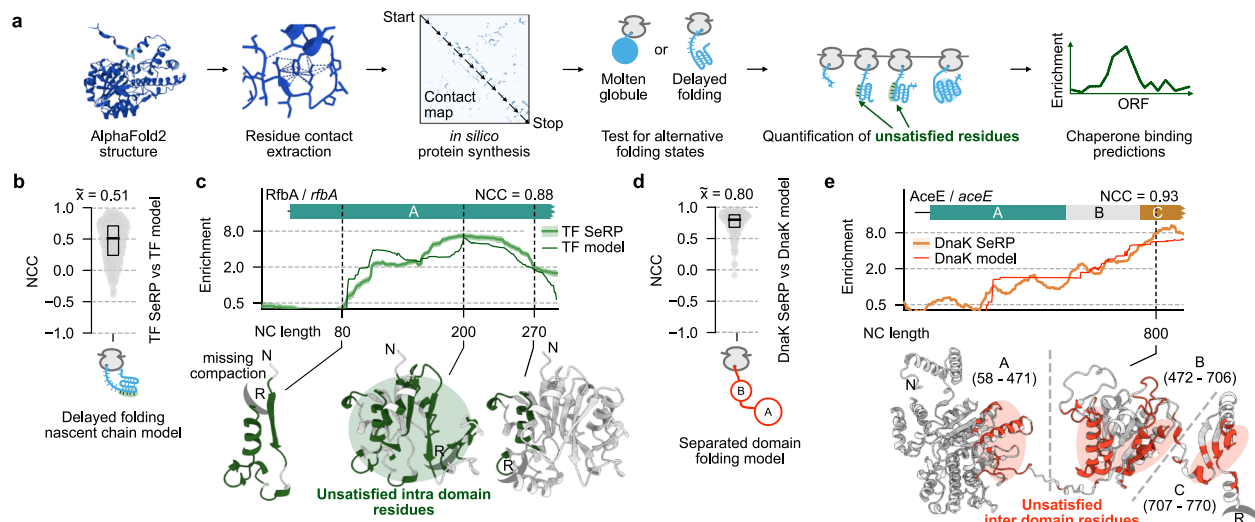 a
AlphaFold2
structure
Residue contact
extraction
Start
Contact
map
Stop
in silico
protein synthesis
or
Molten
globule
Delayed
folding
Test for alternative
folding states
Quantification of unsatisfied residues
Enrichment
ORF
Chaperone binding
predictions
b
x̃ = 0.51
NCC
1.0
0.5
0.0
−0.5
−1.0
TF SeRP vs TF model
Delayed folding
nascent chain model
c
RfbA / rfbA
NCC = 0.88
A
Enrichment
8.0
2.0
0.5
TF SeRP
TF model
NC length
80
200
270
missing
compaction
N
R
N
R
N
R
Unsatisfied intra domain
residues
d
x̃ = 0.80
NCC
1.0
0.5
0.0
−0.5
−1.0
DnaK SeRP vs DnaK model
B
A
Separated domain
folding model
e
AceE / aceE
NCC = 0.93
A
B
C
Enrichment
8.0
2.0
0.5
DnaK SeRP
DnaK model
NC length
800
N
A
(58 - 471)
B
(472 - 706)
C
(707 - 770)
R
Unsatisfied
inter domain residues